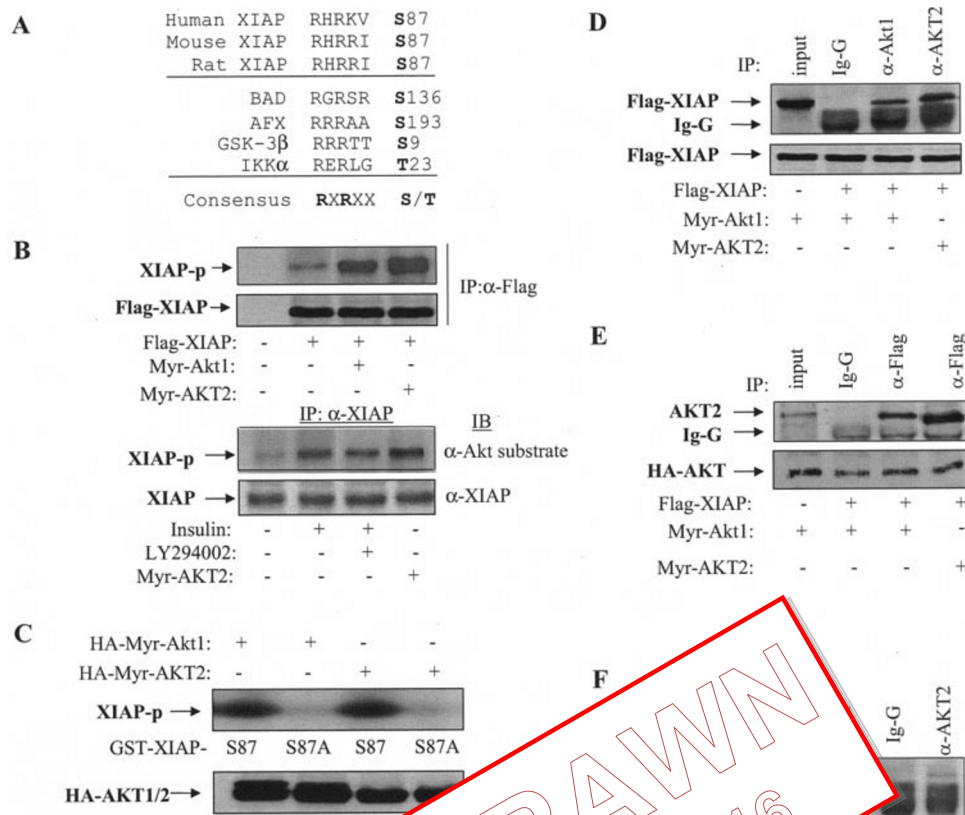 A
Human XIAP RHRKV S87
Mouse XIAP RHRRI S87
Rat XIAP RHRRI S87
BAD RGRSR S136
AFX RRRAA S193
GSK-3β RRRTT S9
IKKα RERLG T23
Consensus RXRXX S/T
B
XIAP-p
Flag-XIAP
IP:α-Flag
Flag-XIAP: - + + +
Myr-Akt1: - - + -
Myr-AKT2: - - - +
IP: α-XIAP IB
XIAP-p α-Akt substrate
XIAP α-XIAP
Insulin: - + + -
LY294002: - - + -
Myr-AKT2: - - - +
C
HA-Myr-Akt1: + + - -
HA-Myr-AKT2: - - + +
XIAP-p
GST-XIAP- S87 S87A S87 S87A
HA-AKT1/2
D
IP: input Ig-G α-Akt1 α-AKT2
Flag-XIAP
Ig-G
Flag-XIAP
Flag-XIAP: - + + +
Myr-Akt1: + + + -
Myr-AKT2: +
E
IP: input Ig-G α-Flag α-Flag
AKT2
Ig-G
HA-AKT
Flag-XIAP: - + + +
Myr-Akt1: + + + -
Myr-AKT2: - - - +
F
Ig-G α-AKT2
RAWN
16